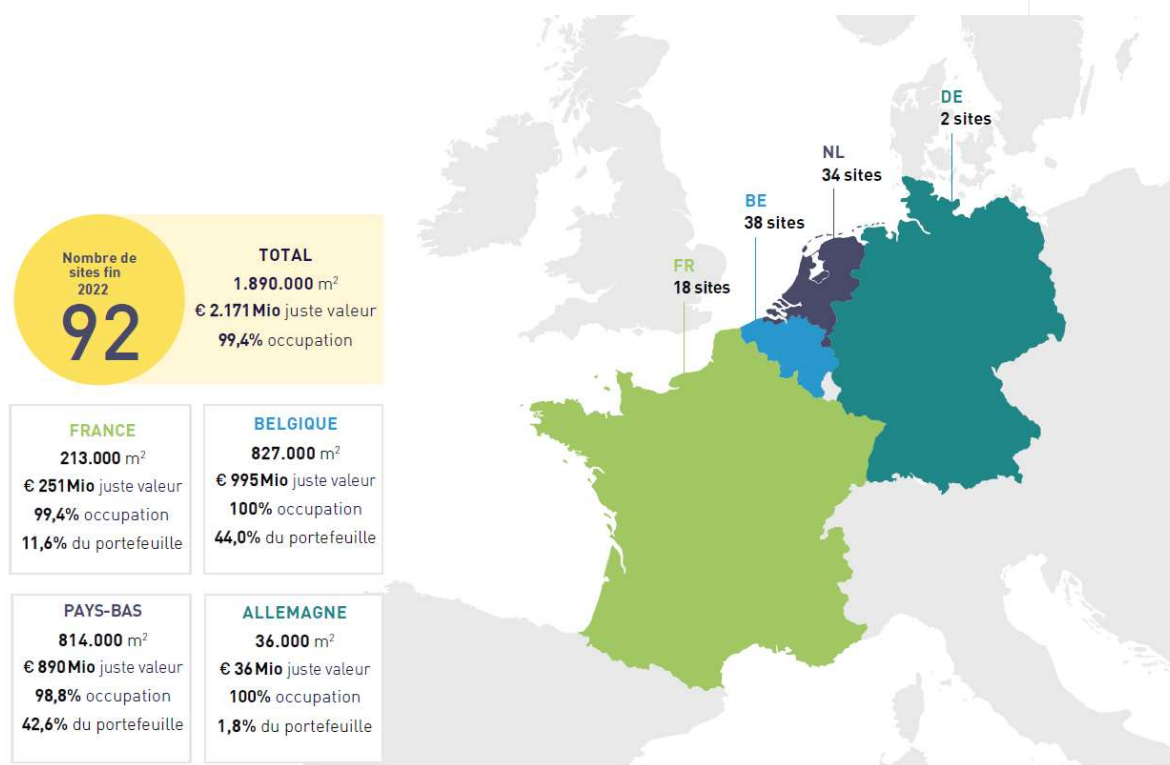 Nombre de
sites fin
2022
92
TOTAL
1.890.000 m²
€ 2.171 Mio juste valeur
99,4% occupation
FRANCE
213.000 m²
€ 251 Mio juste valeur
99,4% occupation
11,6% du portefeuille
BELGIQUE
827.000 m²
€ 995 Mio juste valeur
100% occupation
44,0% du portefeuille
PAYS-BAS
814.000 m²
€ 890 Mio juste valeur
98,8% occupation
42,6% du portefeuille
ALLEMAGNE
36.000 m²
€ 36 Mio juste valeur
100% occupation
1,8% du portefeuille
FR
18 sites
BE
38 sites
NL
34 sites
DE
2 sites